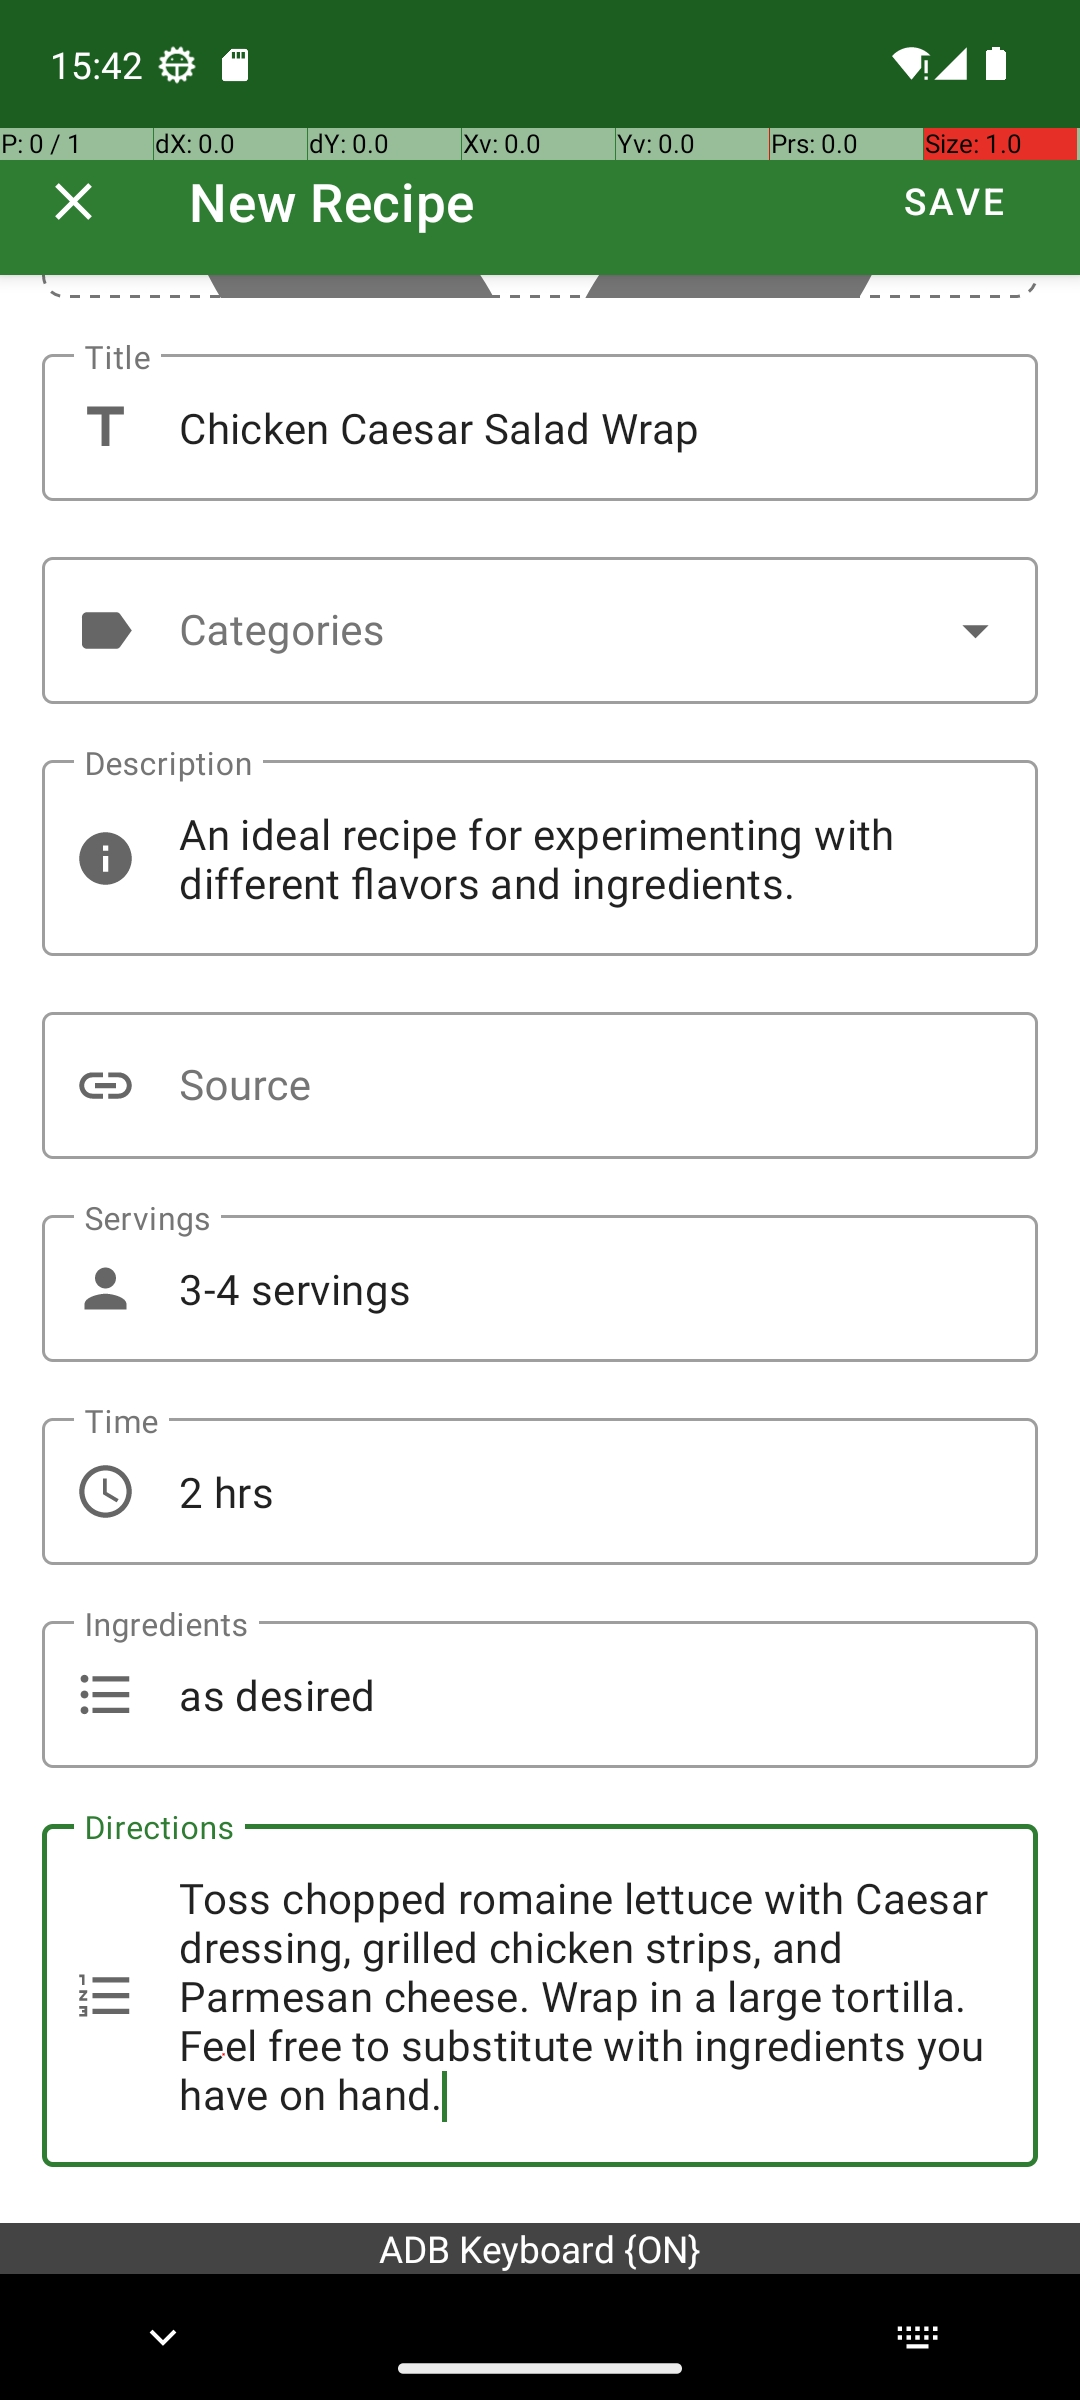 15:42
P: 0 / 1 dX: 0.0 dY: 0.0 Xv: 0.0 Yv: 0.0 Prs: 0.0 Size: 1.0
New Recipe SAVE
Title
Chicken Caesar Salad Wrap
Categories
Description
An ideal recipe for experimenting with
different flavors and ingredients.
Source
Servings
3-4 servings
Time
2 hrs
Ingredients
as desired
Directions
Toss chopped romaine lettuce with Caesar
dressing, grilled chicken strips, and
Parmesan cheese. Wrap in a large tortilla.
Feel free to substitute with ingredients you
have on hand.
ADB Keyboard {ON}